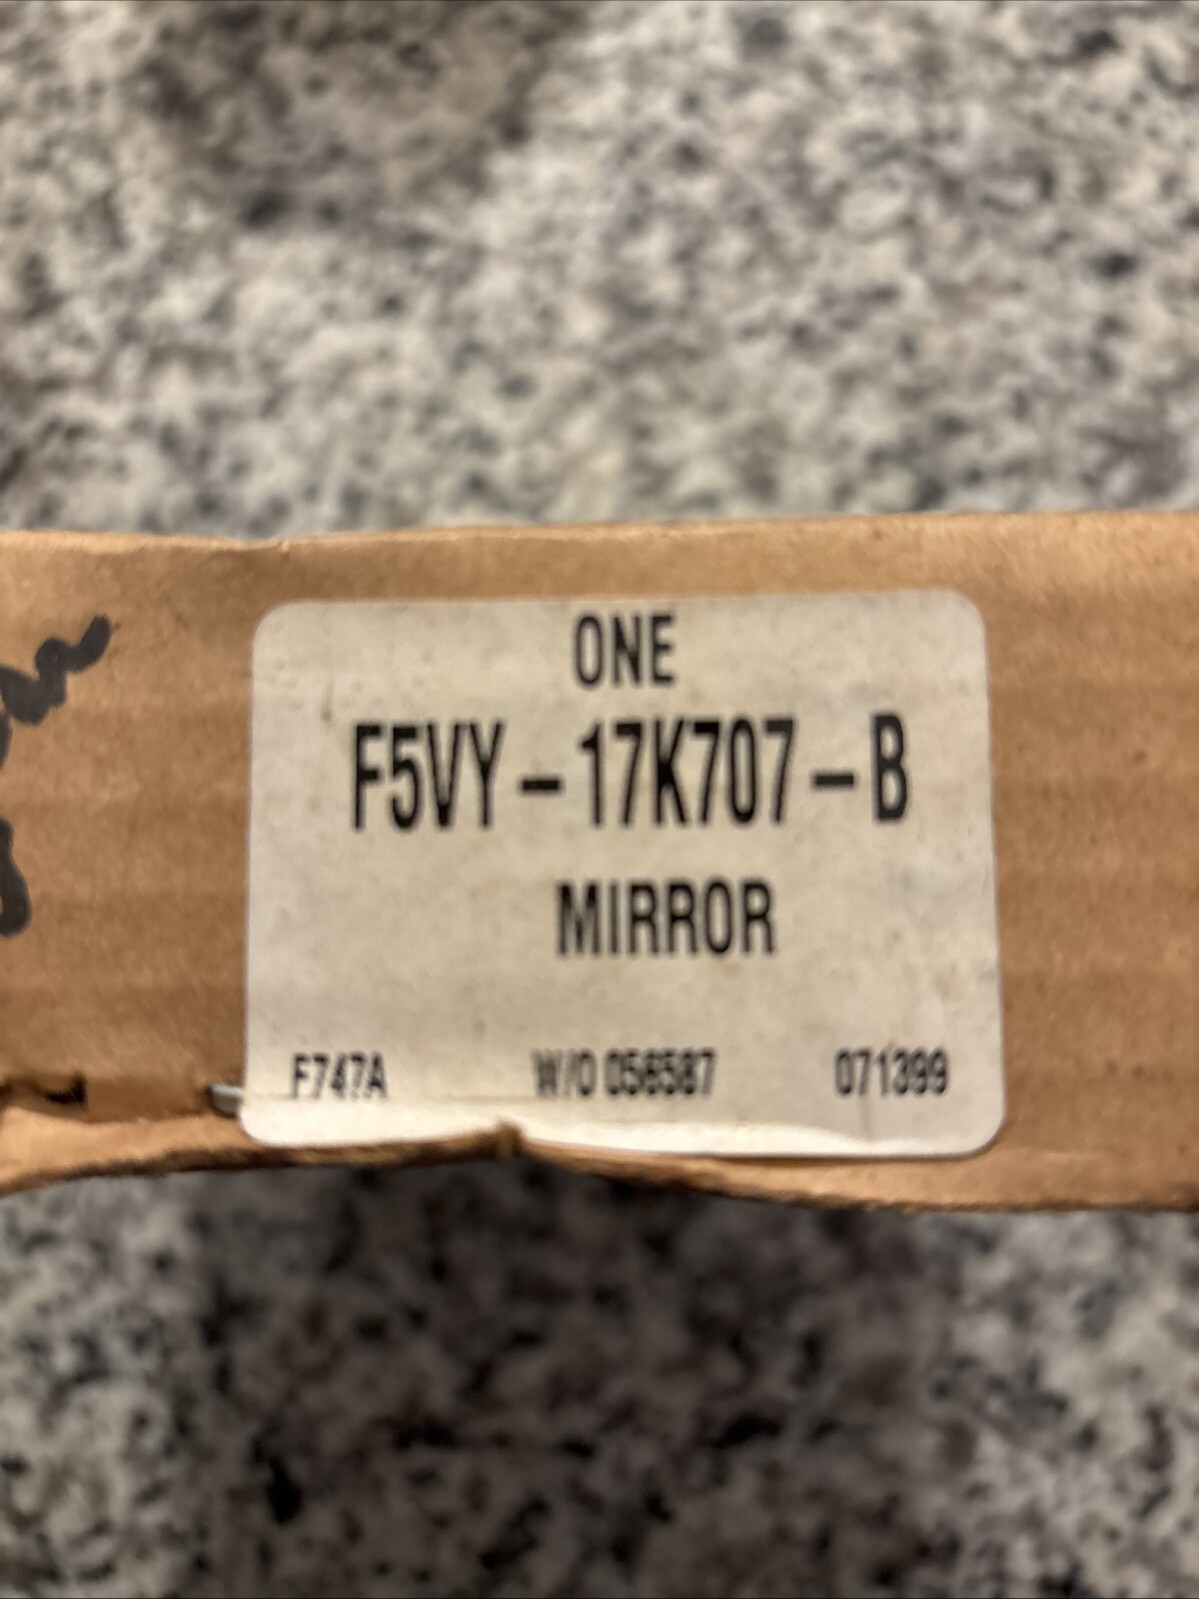 ONE
F5VY-17K707-B
MIRROR
F747A W/O 056587 071399